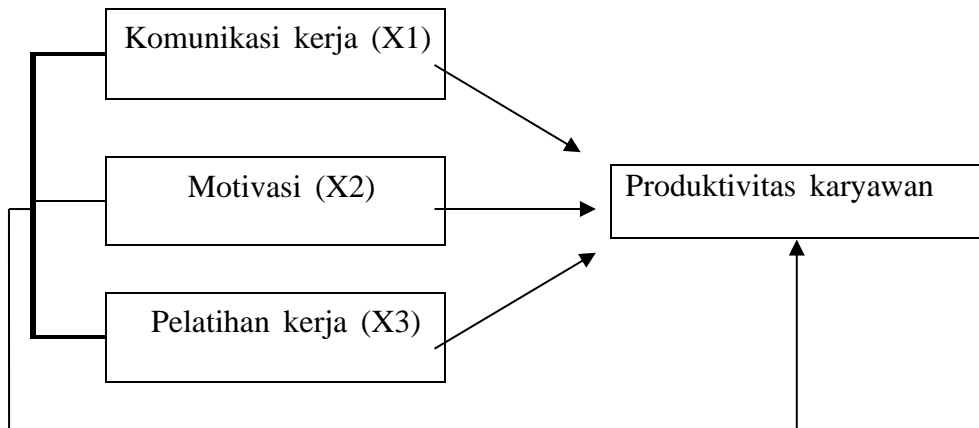 Komunikasi kerja (X1)
Motivasi (X2)
Produktivitas karyawan
Pelatihan kerja (X3)